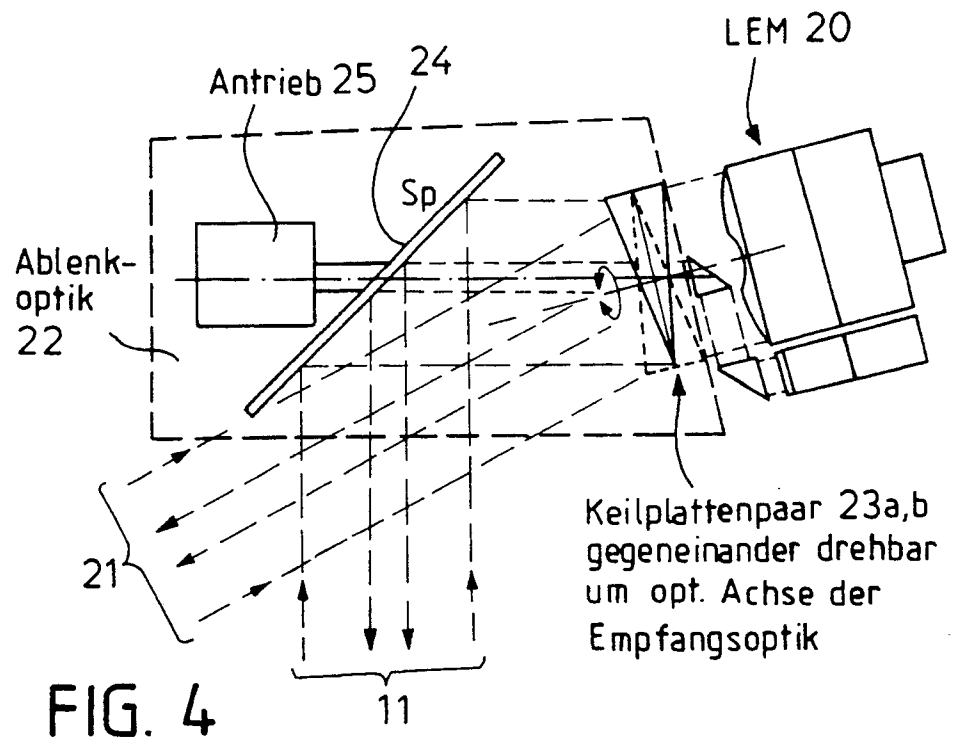 LEM 20
24
Antrieb 25
Sp
Ablenk-
optik
22
21
Keilplattenpaar 23a,b
gegeneinander drehbar
um opt. Achse der
Empfangsoptik
11
FIG. 4